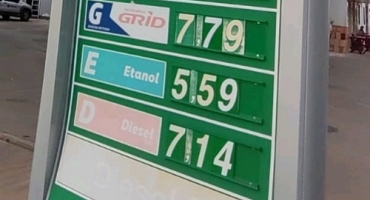 G GRID 7,79
E Etanol 5,59
D Diesel 7,14